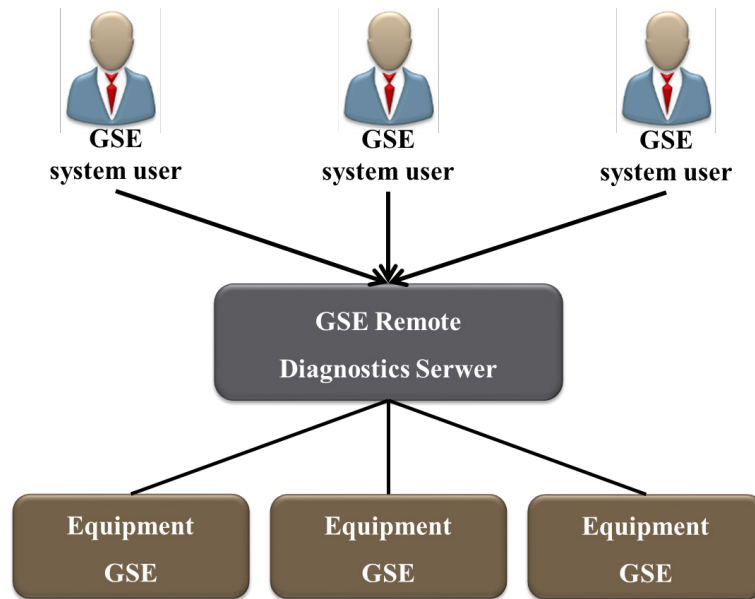 GSE
system user
GSE
system user
GSE
system user
GSE Remote
Diagnostics Serwer
Equipment
GSE
Equipment
GSE
Equipment
GSE